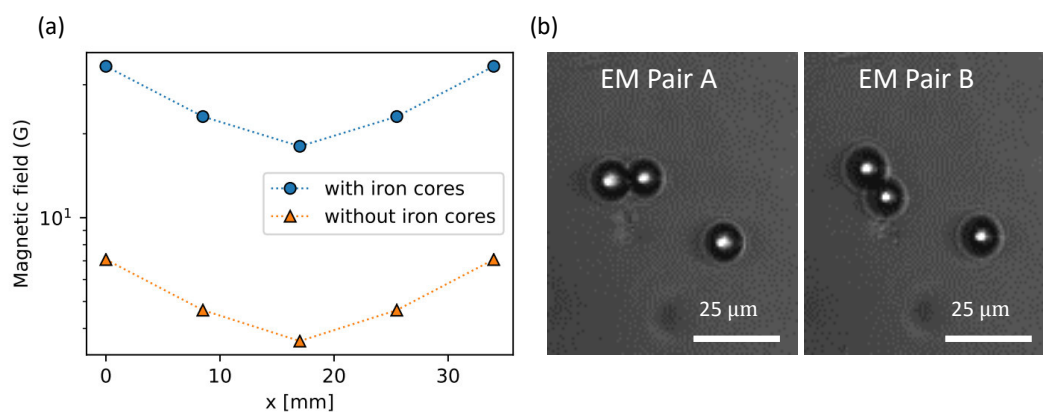 (a)
(b)
Magnetic field (G)
10¹
with iron cores
without iron cores
0
10
20
30
x [mm]
EM Pair A
25 µm
EM Pair B
25 µm